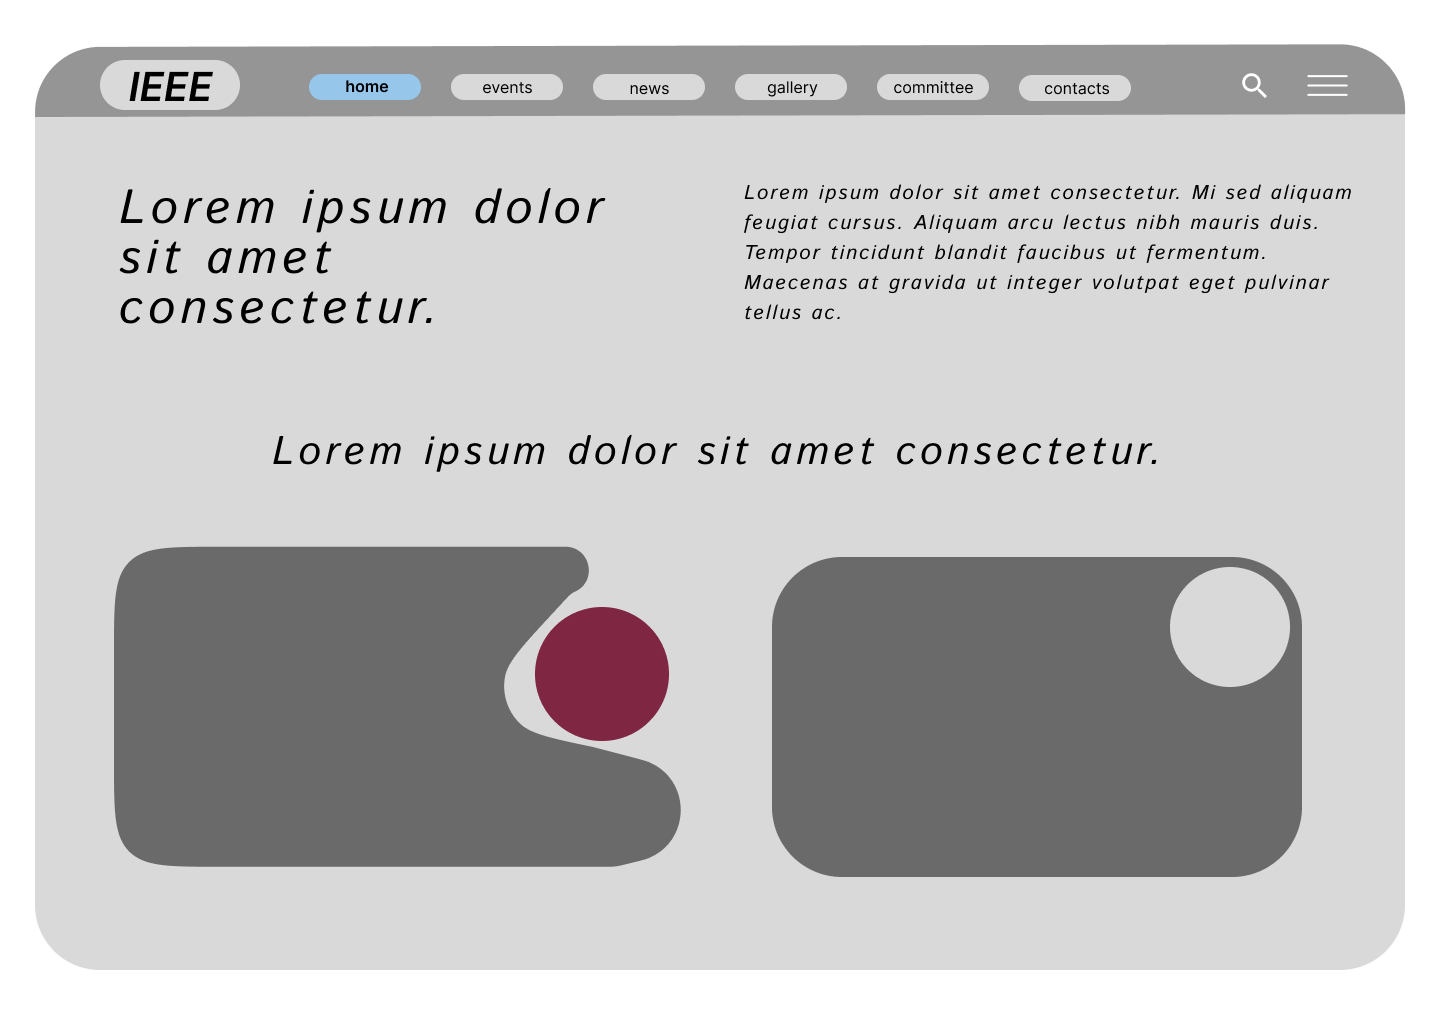 IEEE
home
events
news
gallery
committee
contacts
Lorem ipsum dolor
sit amet
consectetur.
Lorem ipsum dolor sit amet consectetur. Mi sed aliquam
feugiat cursus. Aliquam arcu lectus nibh mauris duis.
Tempor tincidunt blandit faucibus ut fermentum.
Maecenas at gravida ut integer volutpat eget pulvinar
tellus ac.
Lorem ipsum dolor sit amet consectetur.